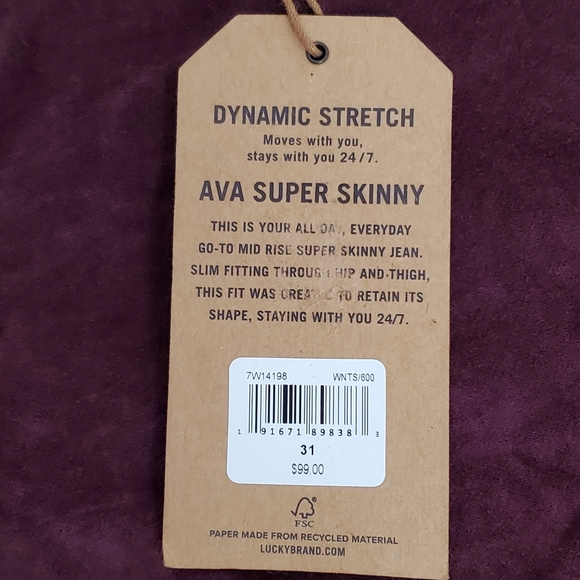 DYNAMIC STRETCH
Moves with you,
stays with you 24/7.
AVA SUPER SKINNY
THIS IS YOUR ALL DAY, EVERYDAY
GO-TO MID RISE SUPER SKINNY JEAN.
SLIM FITTING THROUGH HIP AND THIGH,
THIS FIT WAS CREATED TO RETAIN ITS
SHAPE, STAYING WITH YOU 24/7.
7W14198 WNTS/600
1 91671 89838 3
31
$99.00
FSC
PAPER MADE FROM RECYCLED MATERIAL
LUCKYBRAND.COM